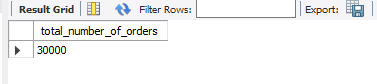 Result Grid Filter Rows: Export:
total_number_of_orders
30000